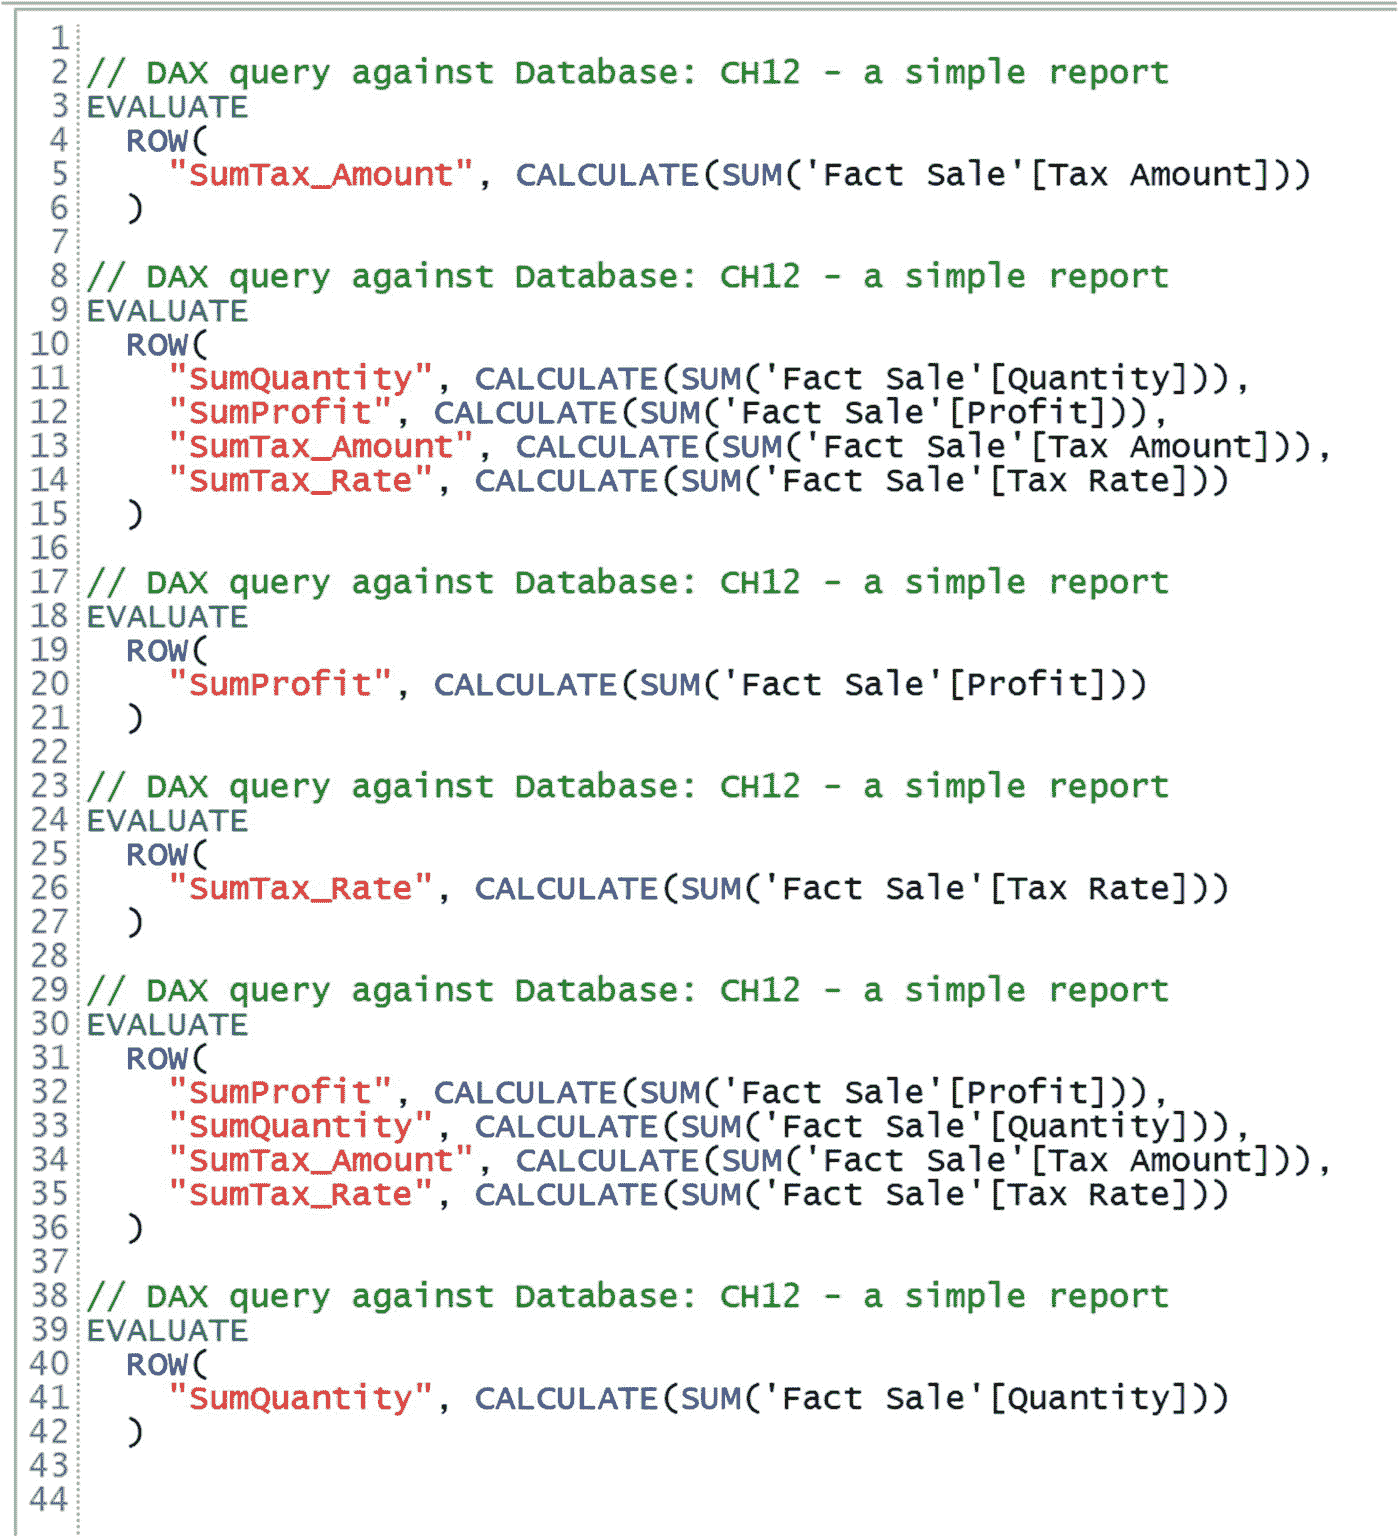 1
2 // DAX query against Database: CH12 - a simple report
3 EVALUATE
4   ROW(
5     "SumTax_Amount", CALCULATE(SUM('Fact Sale'[Tax Amount]))
6   )
7
8 // DAX query against Database: CH12 - a simple report
9 EVALUATE
10   ROW(
11     "SumQuantity", CALCULATE(SUM('Fact Sale'[Quantity])),
12     "SumProfit", CALCULATE(SUM('Fact Sale'[Profit])),
13     "SumTax_Amount", CALCULATE(SUM('Fact Sale'[Tax Amount])),
14     "SumTax_Rate", CALCULATE(SUM('Fact Sale'[Tax Rate]))
15   )
16
17 // DAX query against Database: CH12 - a simple report
18 EVALUATE
19   ROW(
20     "SumProfit", CALCULATE(SUM('Fact Sale'[Profit]))
21   )
22
23 // DAX query against Database: CH12 - a simple report
24 EVALUATE
25   ROW(
26     "SumTax_Rate", CALCULATE(SUM('Fact Sale'[Tax Rate]))
27   )
28
29 // DAX query against Database: CH12 - a simple report
30 EVALUATE
31   ROW(
32     "SumProfit", CALCULATE(SUM('Fact Sale'[Profit])),
33     "SumQuantity", CALCULATE(SUM('Fact Sale'[Quantity])),
34     "SumTax_Amount", CALCULATE(SUM('Fact Sale'[Tax Amount])),
35     "SumTax_Rate", CALCULATE(SUM('Fact Sale'[Tax Rate]))
36   )
37
38 // DAX query against Database: CH12 - a simple report
39 EVALUATE
40   ROW(
41     "SumQuantity", CALCULATE(SUM('Fact Sale'[Quantity]))
42   )
43
44